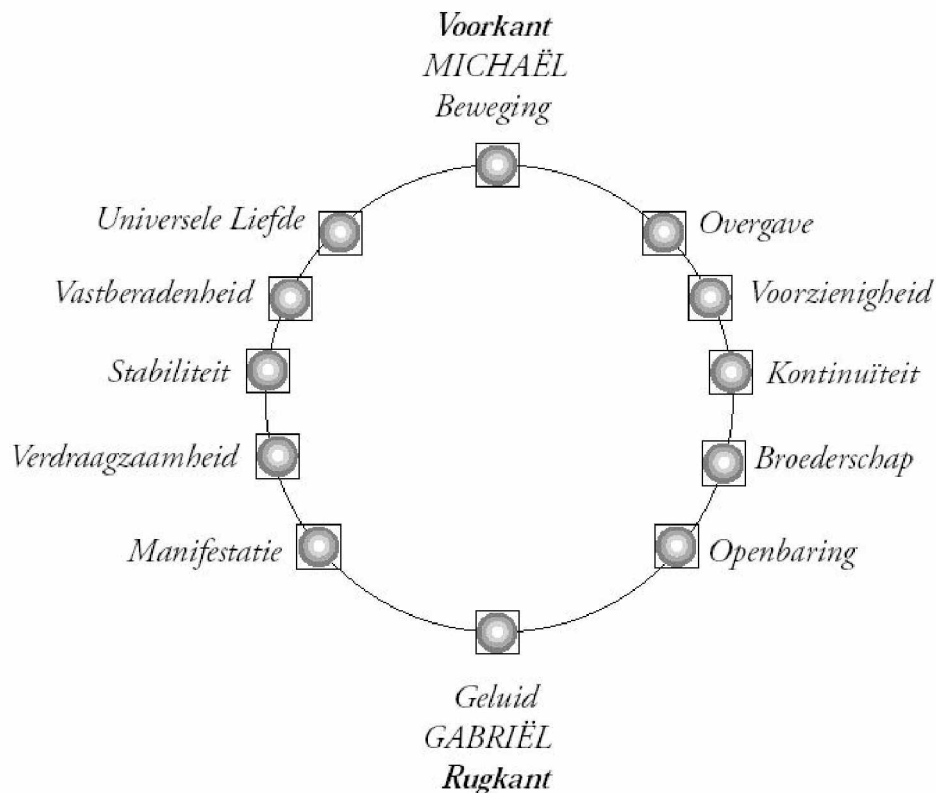 Voorkant
MICHAËL
Beweging
Universele Liefde
Overgave
Vastberadenheid
Voorzienigheid
Stabiliteit
Kontinuïteit
Verdraagzaamheid
Broederschap
Manifestatie
Openbaring
Geluid
GABRIËL
Rugkant